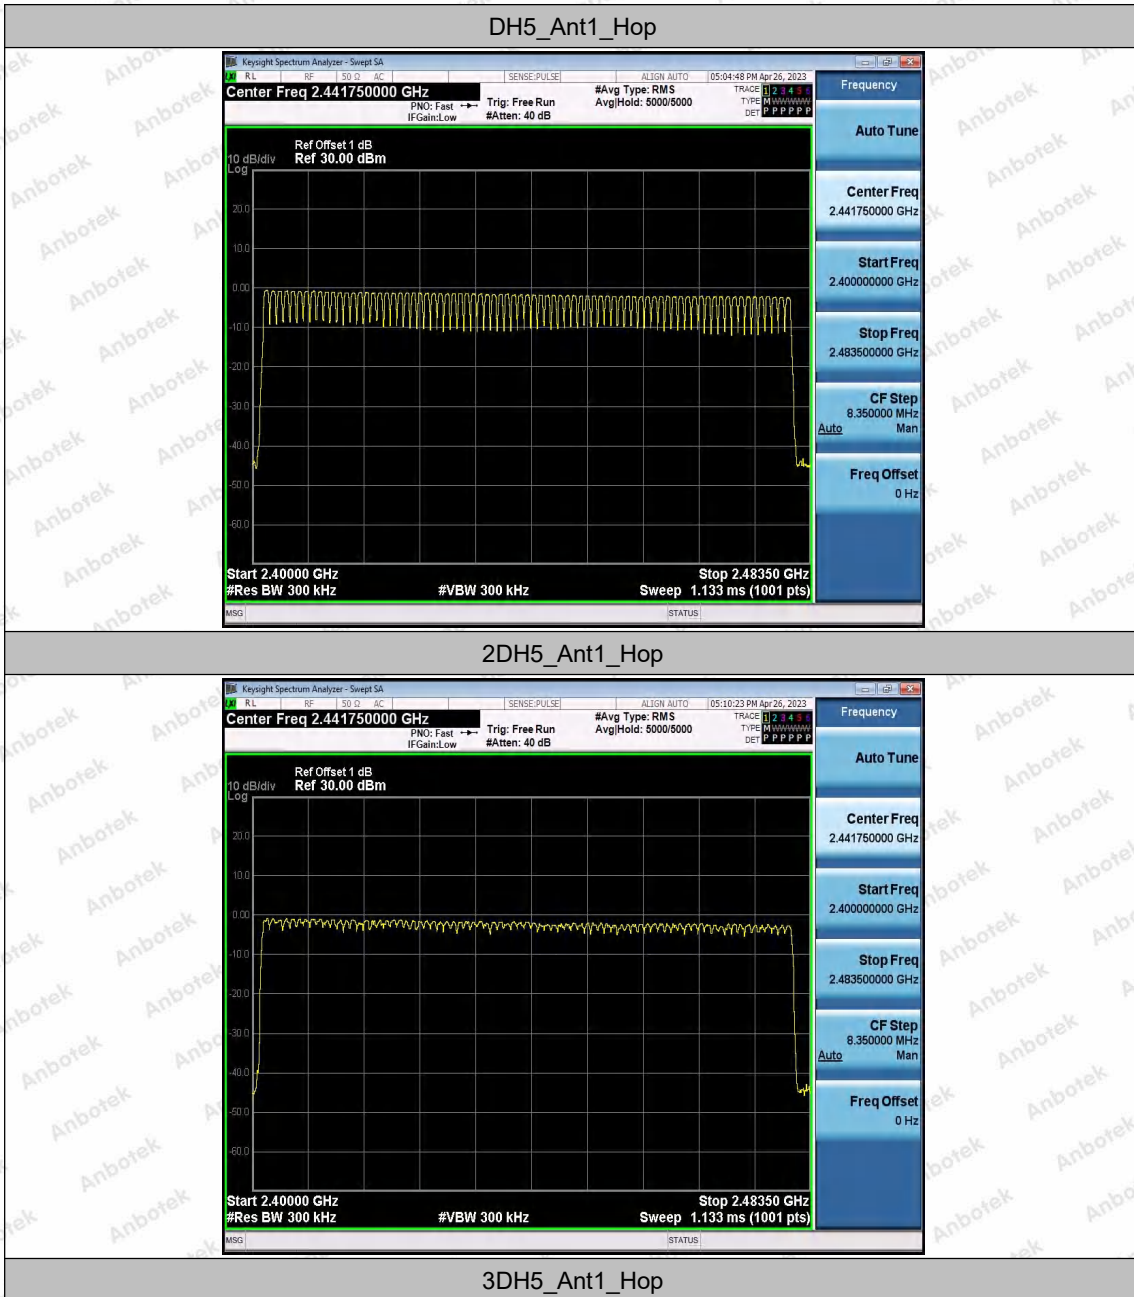 DH5_Ant1_Hop
Keysight Spectrum Analyzer - Swept SA
LXI RL RF 50 Ω AC SENSE:PULSE ALIGN AUTO 05:04:48 PM Apr 26, 2023
Center Freq 2.441750000 GHz
PNO: Fast
IFGain:Low
Trig: Free Run
#Atten: 40 dB
#Avg Type: RMS
Avg|Hold: 5000/5000
TRACE 1 2 3 4 5 6
TYPE M WWWWW
DET P P P P P P
Frequency
Ref Offset 1 dB
10 dB/div Ref 30.00 dBm
Log
20.0
10.0
0.00
-10.0
-20.0
-30.0
-40.0
-50.0
-60.0
Start 2.40000 GHz Stop 2.48350 GHz
#Res BW 300 kHz #VBW 300 kHz Sweep 1.133 ms (1001 pts)
MSG STATUS
Auto Tune
Center Freq
2.441750000 GHz
Start Freq
2.400000000 GHz
Stop Freq
2.483500000 GHz
CF Step
8.350000 MHz
Auto Man
Freq Offset
0 Hz
2DH5_Ant1_Hop
Keysight Spectrum Analyzer - Swept SA
LXI RL RF 50 Ω AC SENSE:PULSE ALIGN AUTO 05:10:23 PM Apr 26, 2023
Center Freq 2.441750000 GHz
PNO: Fast
IFGain:Low
Trig: Free Run
#Atten: 40 dB
#Avg Type: RMS
Avg|Hold: 5000/5000
TRACE 1 2 3 4 5 6
TYPE M WWWWW
DET P P P P P P
Frequency
Ref Offset 1 dB
10 dB/div Ref 30.00 dBm
Log
20.0
10.0
0.00
-10.0
-20.0
-30.0
-40.0
-50.0
-60.0
Start 2.40000 GHz Stop 2.48350 GHz
#Res BW 300 kHz #VBW 300 kHz Sweep 1.133 ms (1001 pts)
MSG STATUS
Auto Tune
Center Freq
2.441750000 GHz
Start Freq
2.400000000 GHz
Stop Freq
2.483500000 GHz
CF Step
8.350000 MHz
Auto Man
Freq Offset
0 Hz
3DH5_Ant1_Hop
Anbotek